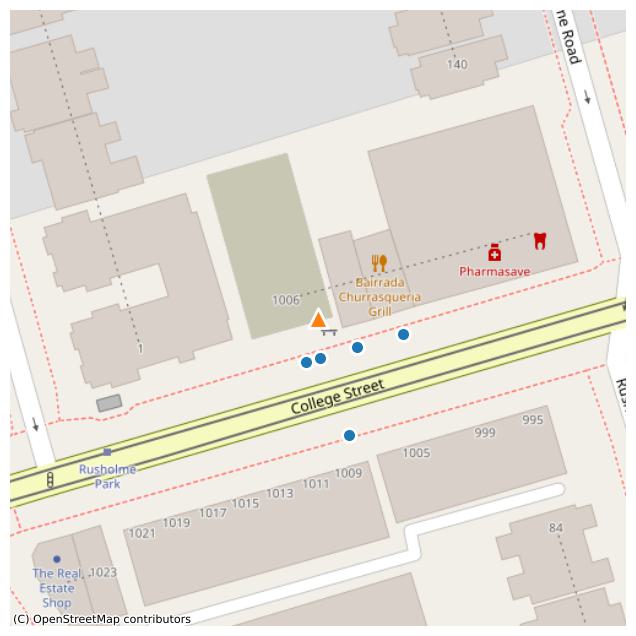 ne Road
140
Pharmasave
Bairrada
Churrasqueria
Grill
1006
1
College Street
Rusholme
Park
995
999
1005
1009
1011
1013
1015
1017
1019
1021
1023
84
The Real
Estate
Shop
Rus
(C) OpenStreetMap contributors